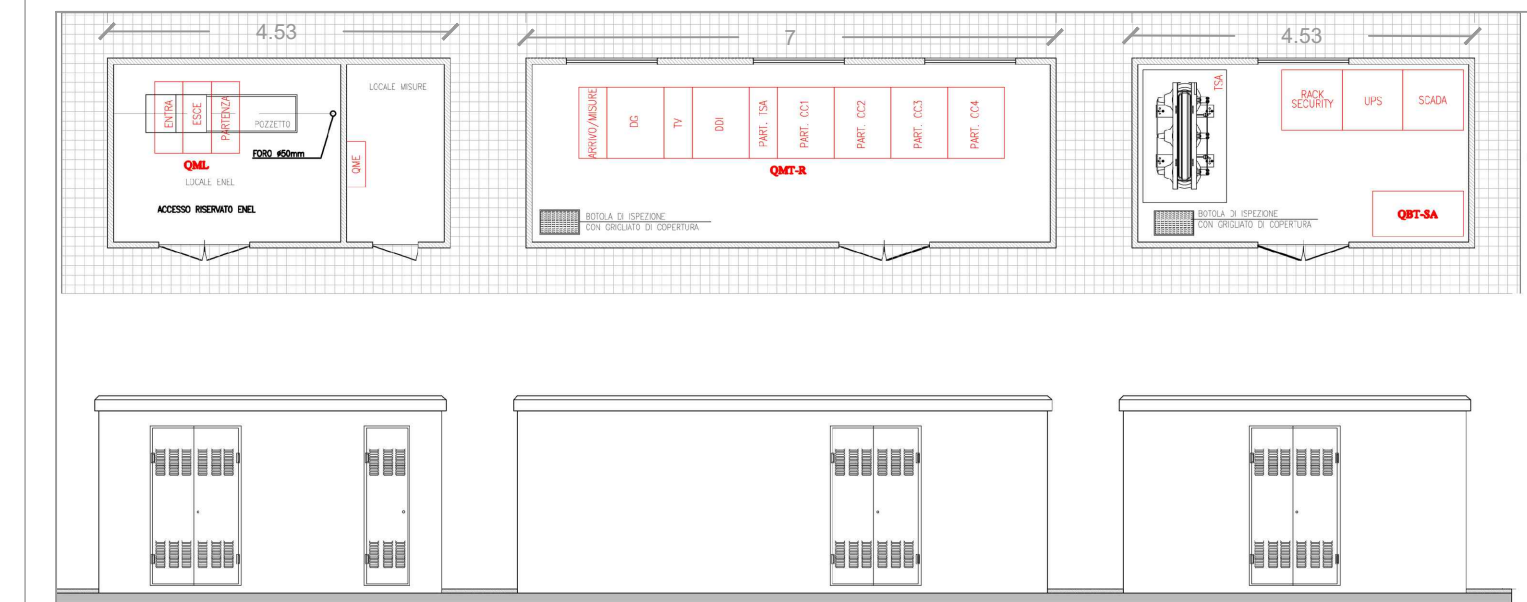 4.53
7
4.53
ENTRA
ESCE
PARTENZA
POZZETTO
FORO ø50mm
QML
LOCALE ENEL
ACCESSO RISERVATO ENEL
LOCALE MISURE
QME
ARRIVO/MISURE
DG
TV
DDI
PART. TSA
PART. CC1
PART. CC2
PART. CC3
PART. CC4
QMT-R
BOTOLA DI ISPEZIONE
CON GRIGLIATO DI COPERTURA
TSA
RACK
SECURITY
UPS
SCADA
BOTOLA DI ISPEZIONE
CON GRIGLIATO DI COPERTURA
QBT-SA